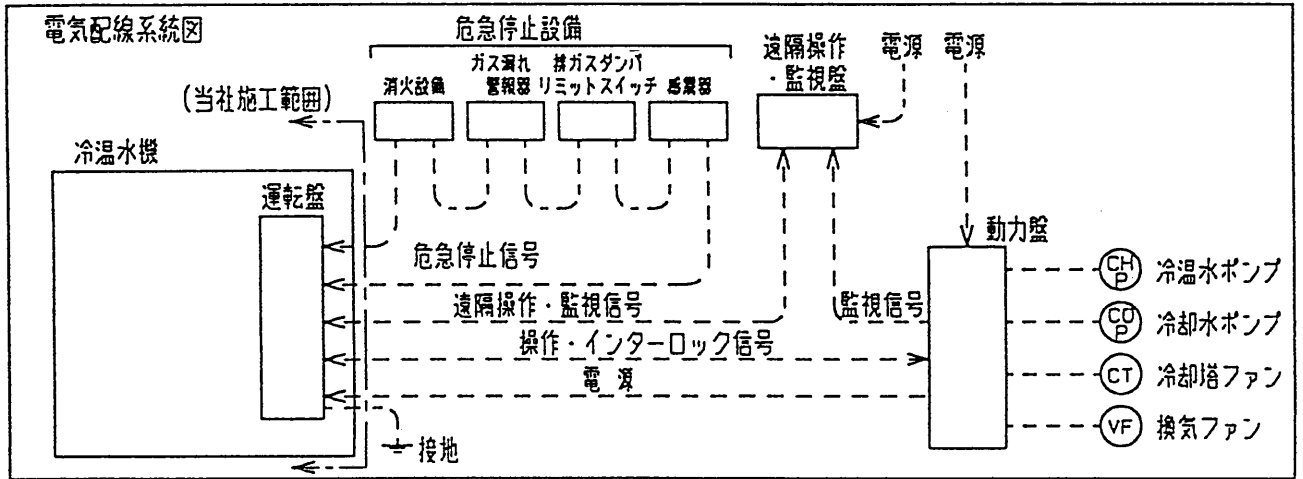 電気配線系統図
危急停止設備
消火設備
ガス漏れ
警報器
排ガスダンパ
リミットスイッチ
感震器
遠隔操作
・監視盤
電源
電源
(当社施工範囲)
冷温水機
運転盤
動力盤
危急停止信号
遠隔操作・監視信号
監視信号
操作・インターロック信号
電 源
接地
CH
P
冷温水ポンプ
CO
P
冷却水ポンプ
CT
冷却塔ファン
VF
換気ファン